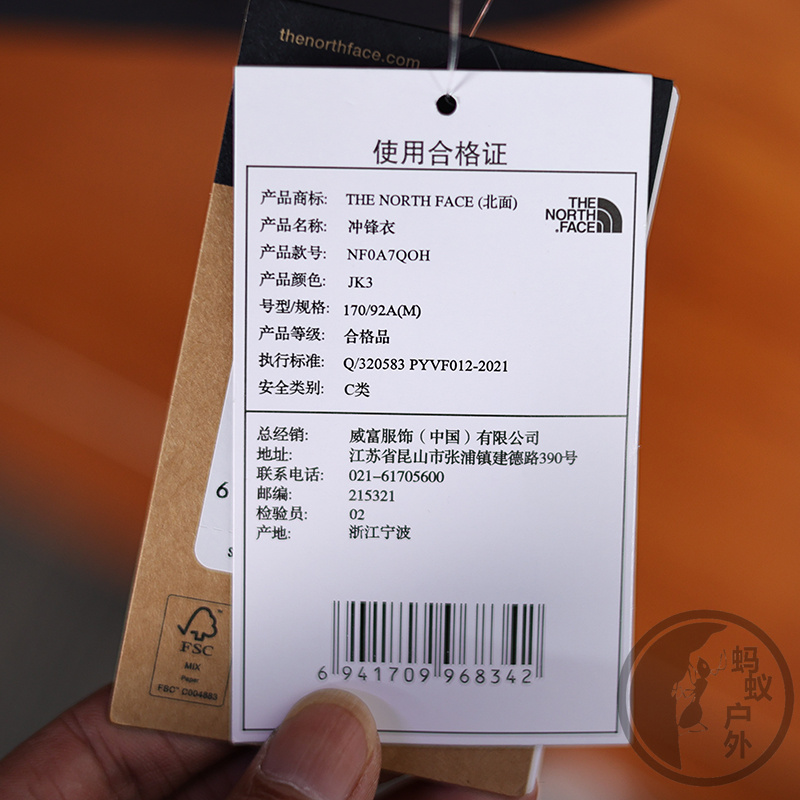 thenorthface.com
使用合格证
产品商标: THE NORTH FACE (北面)
THE
NORTH
FACE
产品名称: 冲锋衣
产品款号: NF0A7QOH
产品颜色: JK3
号型/规格: 170/92A(M)
产品等级: 合格品
执行标准: Q/320583 PYVF012-2021
安全类别: C类
总经销: 威富服饰（中国）有限公司
地址: 江苏省昆山市张浦镇建德路390号
联系电话: 021-61705600
邮编: 215321
检验员: 02
产地: 浙江宁波
6 941709 968342
6
S
FSC
MIX
Paper
FSC™ D004883
蚂蚁户外